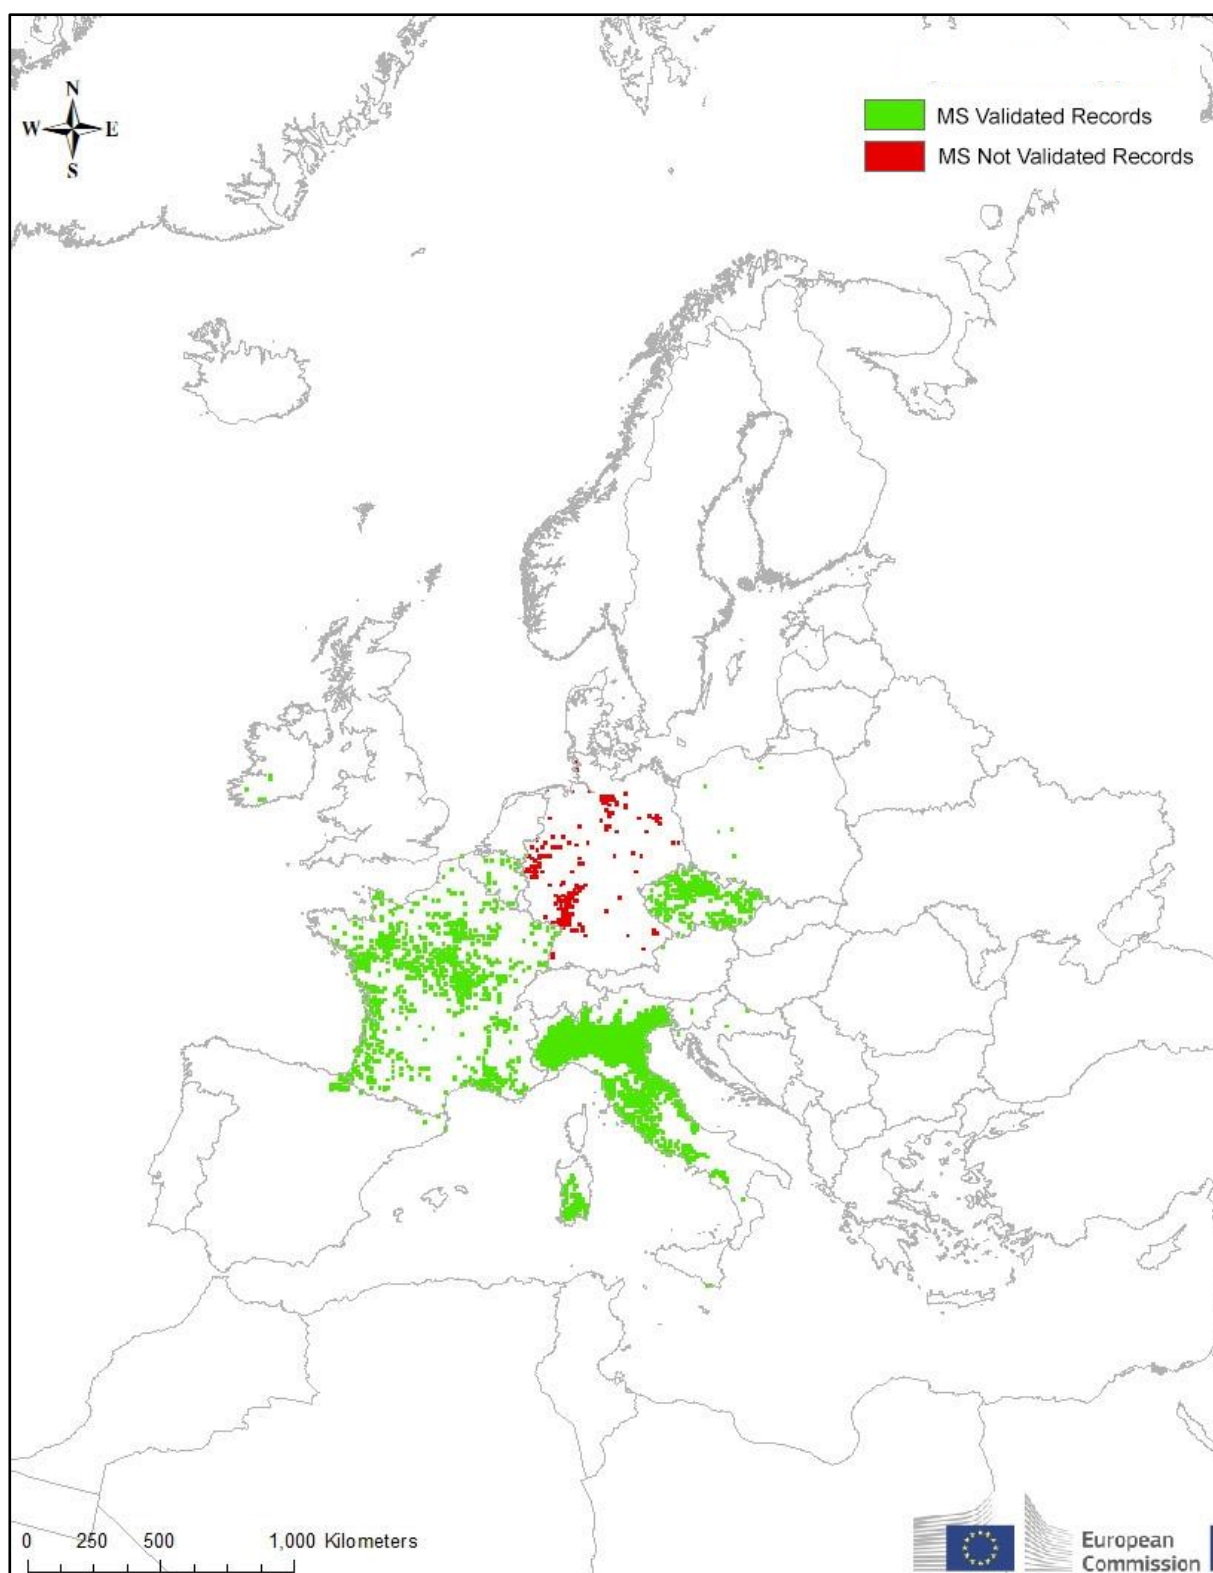 N
W E
S
MS Validated Records
MS Not Validated Records
0 250 500 1,000 Kilometers
European
Commission